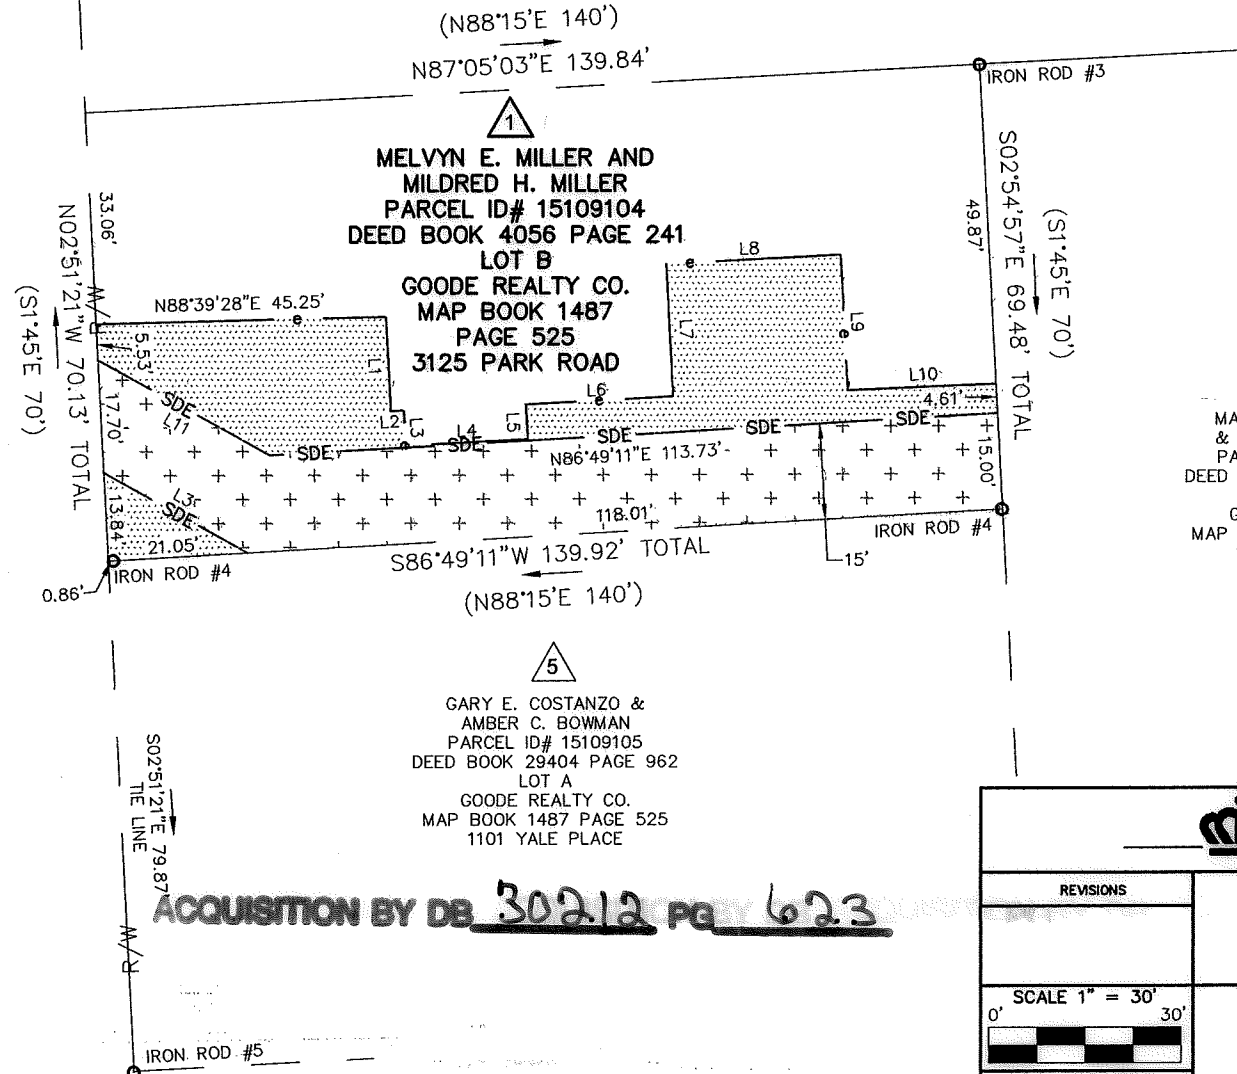 (N88°15'E 140')
N87°05'03"E 139.84'
IRON ROD #3
1
MELVYN E. MILLER AND
MILDRED H. MILLER
PARCEL ID# 15109104
DEED BOOK 4056 PAGE 241
LOT B
GOODE REALTY CO.
MAP BOOK 1487
PAGE 525
3125 PARK ROAD
S02°54'57"E 69.48' TOTAL
(S1°45'E 70')
49.87'
33.06'
N02°51'21"W 70.13' TOTAL
(S1°45'E 70')
N88°39'28"E 45.25'
e
L8
e
L7
L9
e
L1
5.53'
L10
L6
e
4.61'
SDE
L11
L2
L3
L5
L4
SDE
SDE
SDE
SDE
SDE
17.70'
N86°49'11"E 113.73'
15.00'
L3
SDE
13.84'
21.05'
118.01'
IRON ROD #4
S86°49'11"W 139.92' TOTAL
15'
IRON ROD #4
0.86'
(N88°15'E 140')
MA
&
PA
DEED
G
MAP
5
GARY E. COSTANZO &
AMBER C. BOWMAN
PARCEL ID# 15109105
DEED BOOK 29404 PAGE 962
LOT A
GOODE REALTY CO.
MAP BOOK 1487 PAGE 525
1101 YALE PLACE
S02°51'21"E 79.87'
TIE LINE
ACQUISITION BY DB 30212 PG 623
R/W
REVISIONS
SCALE 1" = 30'
0' 30'
IRON ROD #5